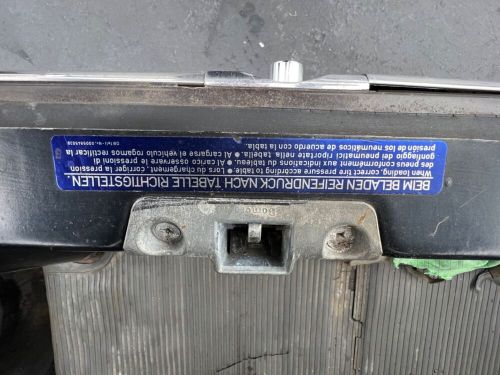 BEIM BELADEN REIFENDRUCK NACH TABELLE RICHTIGSTELLEN.
When loading, correct tire pressure according to table. ● Lors du chargement, corriger la pression
des pneus conformement aux indications du tableau. ● Al carico osservare le pressioni di
gonfiaggio dei pneumatici riportate nella tabella. ● Al cargarse el vehiculo rogamos rectificar la
presión de los neumáticos de acuerdo con la tabla.